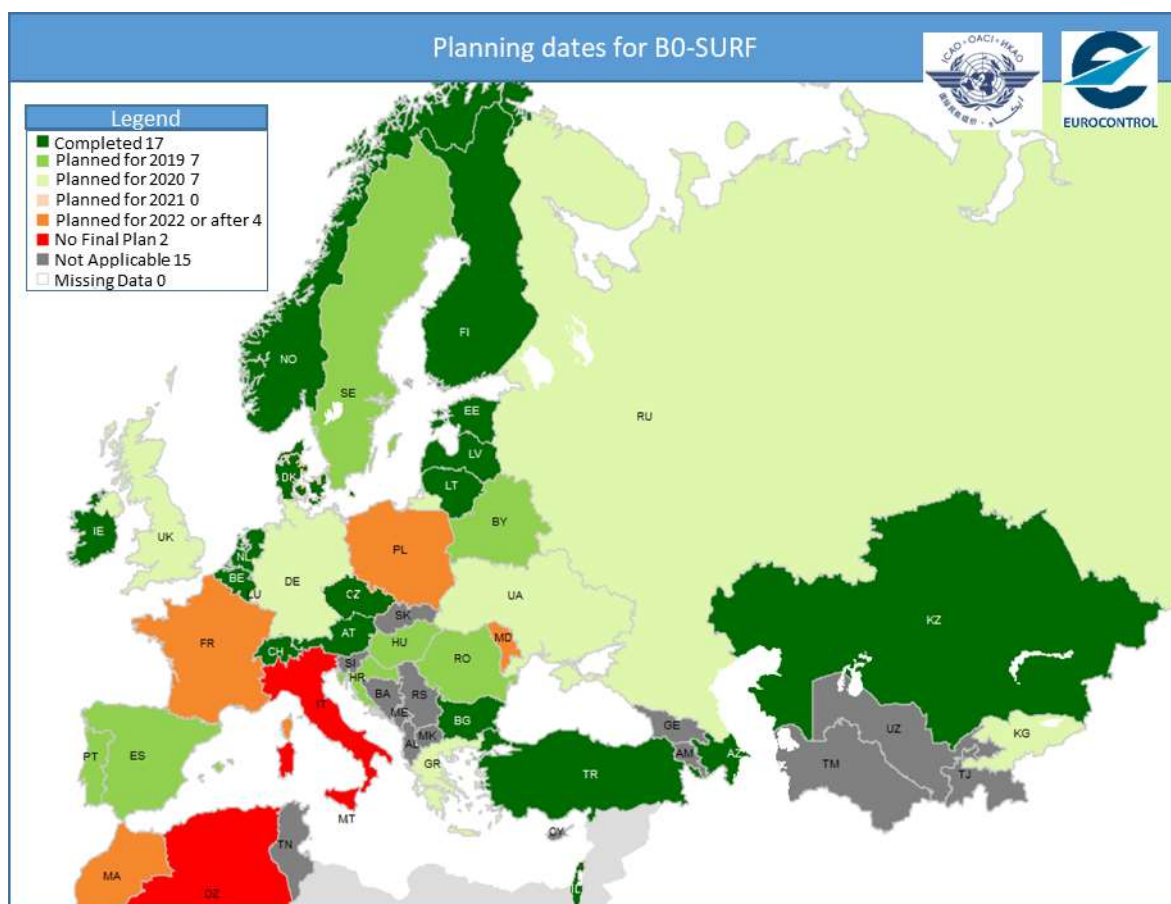 Planning dates for B0-SURF
ICAO · OACI · ИКАО
EUROCONTROL
Legend
Completed 17
Planned for 2019 7
Planned for 2020 7
Planned for 2021 0
Planned for 2022 or after 4
No Final Plan 2
Not Applicable 15
Missing Data 0
FI
NO
SE
RU
EE
LV
DK
LT
IE
BY
UK
NL
PL
BE
DE
LU
CZ
UA
SK
KZ
AT
MD
FR
CH
HU
SI
RO
HR
BA
RS
IT
ME
BG
GE
UZ
KG
MK
AL
AM
AZ
PT
ES
GR
TR
TM
TJ
MT
CY
TN
MA
DZ
IL